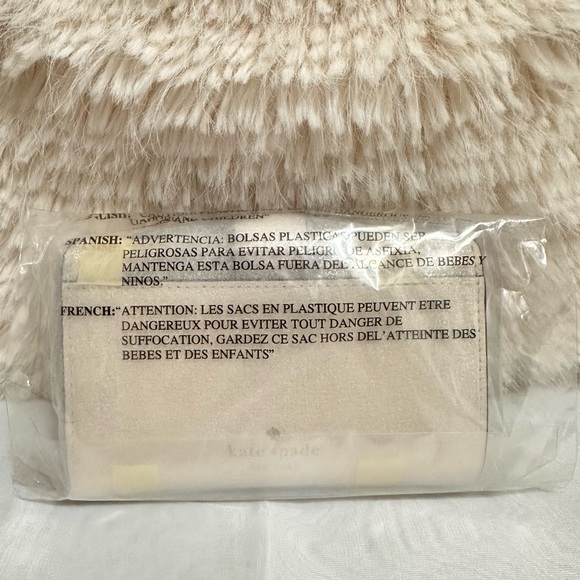 DANGEROUS
CHILDREN"
SPANISH: "ADVERTENCIA: BOLSAS PLASTICAS PUEDEN SER
PELIGROSAS PARA EVITAR PELIGRO DE ASFIXIA,
MANTENGA ESTA BOLSA FUERA DEL ALCANCE DE BEBES Y
NINOS."
FRENCH:"ATTENTION: LES SACS EN PLASTIQUE PEUVENT ETRE
DANGEREUX POUR EVITER TOUT DANGER DE
SUFFOCATION, GARDEZ CE SAC HORS DEL'ATTEINTE DES
BEBES ET DES ENFANTS"
kate spade